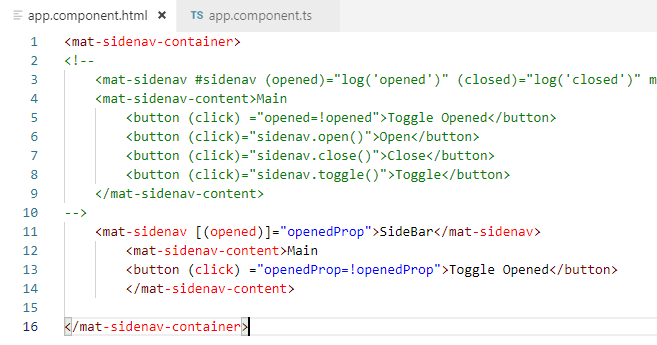 app.component.html × TS app.component.ts
1 <mat-sidenav-container>
2 <!--
3 <mat-sidenav #sidenav (opened)="log('opened')" (closed)="log('closed')" m
4 <mat-sidenav-content>Main
5 <button (click) ="opened=!opened">Toggle Opened</button>
6 <button (click)="sidenav.open()">Open</button>
7 <button (click)="sidenav.close()">Close</button>
8 <button (click)="sidenav.toggle()">Toggle</button>
9 </mat-sidenav-content>
10 -->
11 <mat-sidenav [(opened)]="openedProp">SideBar</mat-sidenav>
12 <mat-sidenav-content>Main
13 <button (click) ="openedProp=!openedProp">Toggle Opened</button>
14 </mat-sidenav-content>
15
16 </mat-sidenav-container>